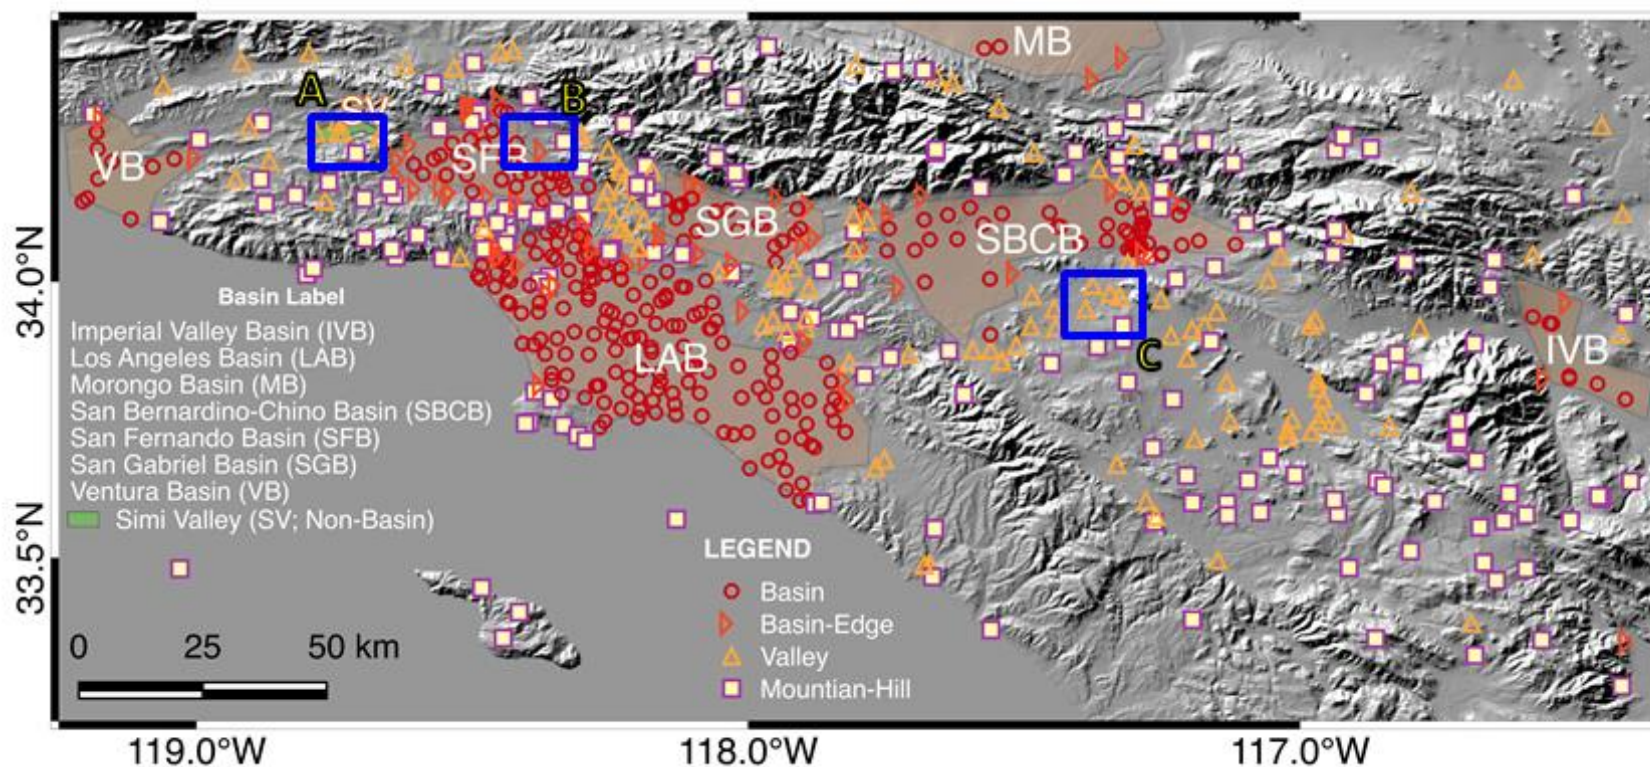 MB
A
SV
B
VB
SFB
SGB
SBCB
34.0°N
Basin Label
Imperial Valley Basin (IVB)
Los Angeles Basin (LAB)
Morongo Basin (MB)
San Bernardino-Chino Basin (SBCB)
San Fernando Basin (SFB)
San Gabriel Basin (SGB)
Ventura Basin (VB)
Simi Valley (SV; Non-Basin)
LAB
C
IVB
33.5°N
LEGEND
Basin
Basin-Edge
Valley
Mountian-Hill
0 25 50 km
119.0°W 118.0°W 117.0°W